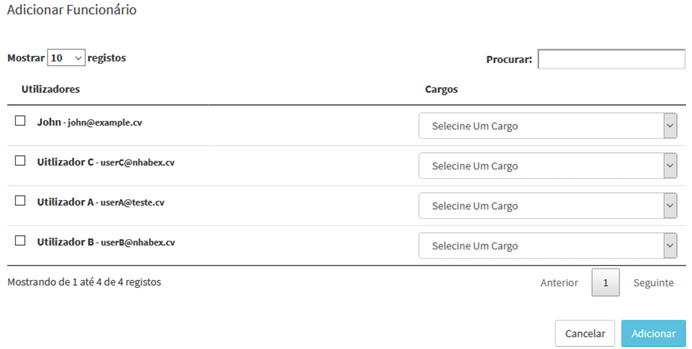 Adicionar Funcionário
Mostrar 10 registos Procurar:
Utilizadores Cargos
John - john@example.cv Selecine Um Cargo
Uitlizador C - userC@nhabex.cv Selecine Um Cargo
Utilizador A - userA@teste.cv Selecine Um Cargo
Utilizador B - userB@nhabex.cv Selecine Um Cargo
Mostrando de 1 até 4 de 4 registos Anterior 1 Seguinte
Cancelar Adicionar